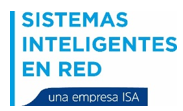 SISTEMAS
INTELIGENTES
EN RED
una empresa ISA